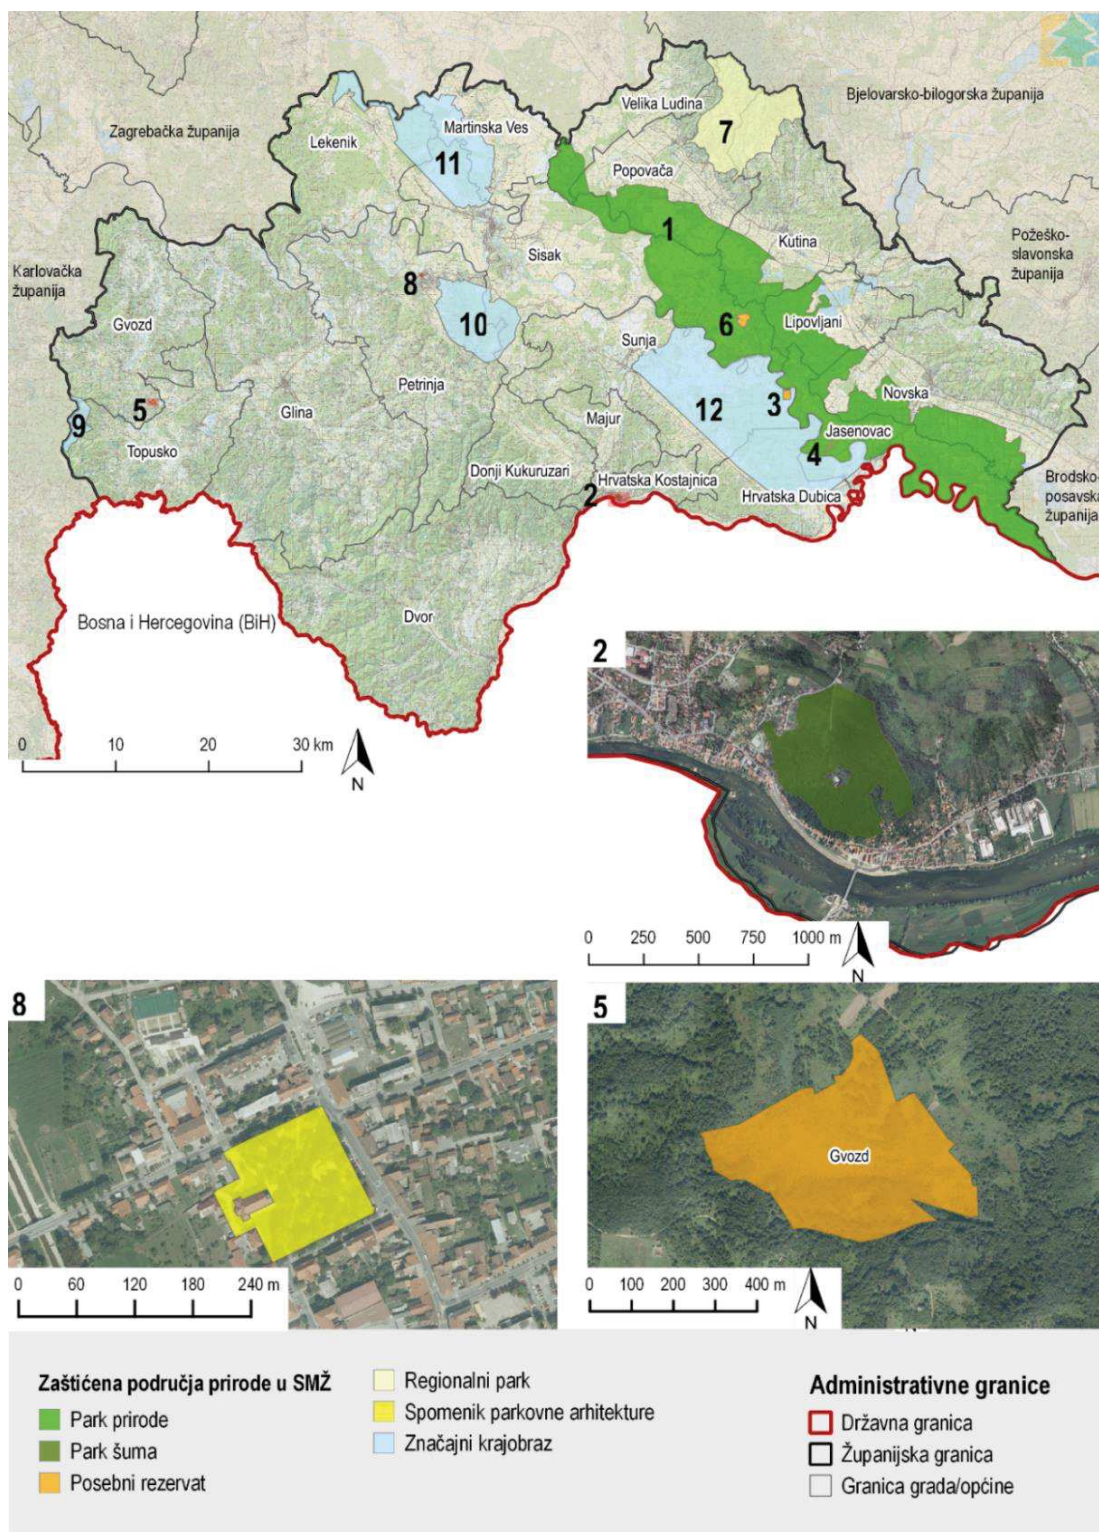 Bjelovarsko-bilogorska županija
Velika Ludina
Zagrebačka županija
Martinska Ves
Lekenik
7
11
Popovača
1
Kutina
Požeško-
slavonska
županija
Sisak
Karlovačka
županija
8
Gvozd
10
6
Lipovljani
Sunja
Petrinja
Novska
5
9
Glina
12
3
Majur
Topusko
Jasenovac
4
Donji Kukuruzari
Hrvatska Kostajnica
2
Hrvatska Dubica
Brodsko-
posavska
županija
Bosna i Hercegovina (BiH)
Dvor
0 10 20 30 km
N
2
0 250 500 750 1000 m
N
8
0 60 120 180 240 m
5
Gvozd
0 100 200 300 400 m
N
Zaštićena područja prirode u SMŽ
Park prirode
Park šuma
Posebni rezervat
Regionalni park
Spomenik parkovne arhitekture
Značajni krajobraz
Administrativne granice
Državna granica
Županijska granica
Granica grada/općine